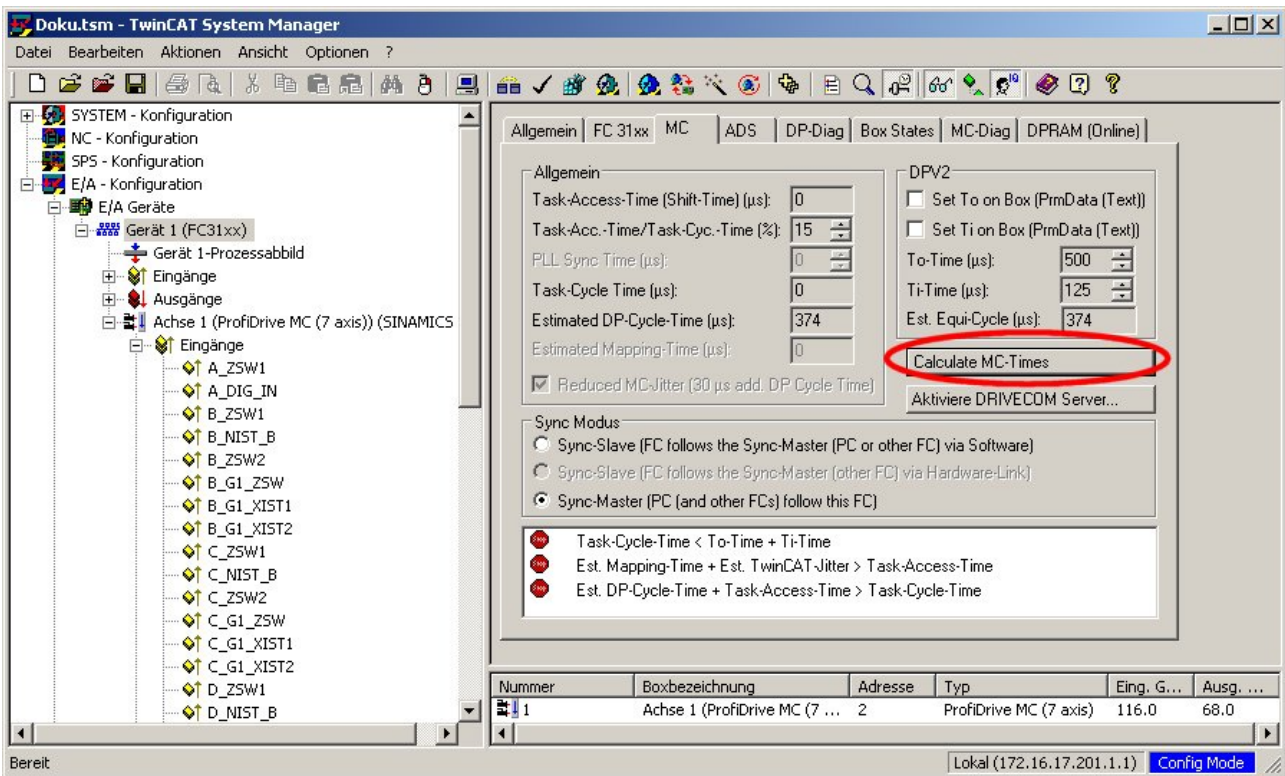 Doku.tsm - TwinCAT System Manager
Datei Bearbeiten Aktionen Ansicht Optionen ?
SYSTEM - Konfiguration
NC - Konfiguration
SPS - Konfiguration
E/A - Konfiguration
E/A Geräte
Gerät 1 (FC31xx)
Gerät 1-Prozessabbild
Eingänge
Ausgänge
Achse 1 (ProfiDrive MC (7 axis)) (SINAMICS
Eingänge
A_ZSW1
A_DIG_IN
B_ZSW1
B_NIST_B
B_ZSW2
B_G1_ZSW
B_G1_XIST1
B_G1_XIST2
C_ZSW1
C_NIST_B
C_ZSW2
C_G1_ZSW
C_G1_XIST1
C_G1_XIST2
D_ZSW1
D_NIST_B
Allgemein FC 31xx MC ADS DP-Diag Box States MC-Diag DPRAM (Online)
Allgemein
Task-Access-Time (Shift-Time) (µs): 0
Task-Acc.-Time/Task-Cyc.-Time (%): 15
PLL Sync Time (µs): 0
Task-Cycle Time (µs): 0
Estimated DP-Cycle-Time (µs): 374
Estimated Mapping-Time (µs): 0
Reduced MC-Jitter (30 µs add. DP Cycle Time)
DPV2
Set To on Box (PrmData (Text))
Set Ti on Box (PrmData (Text))
To-Time (µs): 500
Ti-Time (µs): 125
Est. Equi-Cycle (µs): 374
Calculate MC-Times
Aktiviere DRIVECOM Server...
Sync Modus
Sync-Slave (FC follows the Sync-Master (PC or other FC) via Software)
Sync-Slave (FC follows the Sync-Master (other FC) via Hardware-Link)
Sync-Master (PC (and other FCs) follow this FC)
Task-Cycle-Time < To-Time + Ti-Time
Est. Mapping-Time + Est. TwinCAT-Jitter > Task-Access-Time
Est. DP-Cycle-Time + Task-Access-Time > Task-Cycle-Time
Nummer Boxbezeichnung Adresse Typ Eing. G... Ausg. ...
1 Achse 1 (ProfiDrive MC (7 ... 2 ProfiDrive MC (7 axis) 116.0 68.0
Bereit Lokal (172.16.17.201.1.1) Config Mode